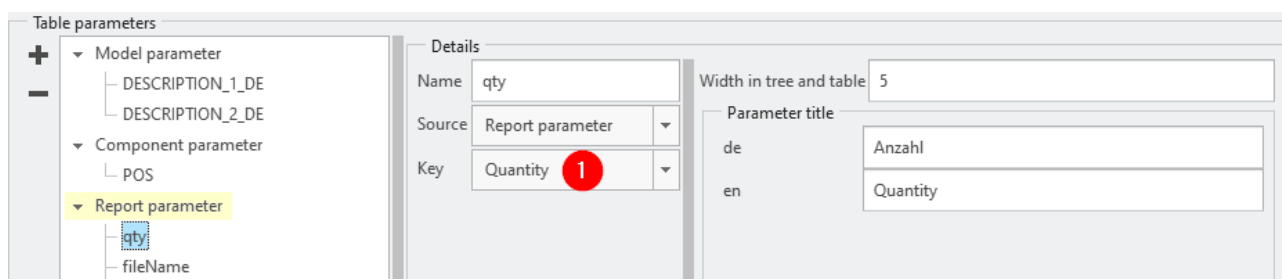 Table parameters
Model parameter
DESCRIPTION_1_DE
DESCRIPTION_2_DE
Component parameter
POS
Report parameter
qty
fileName
Details
Name qty
Source Report parameter
Key Quantity 1
Width in tree and table 5
Parameter title
de Anzahl
en Quantity